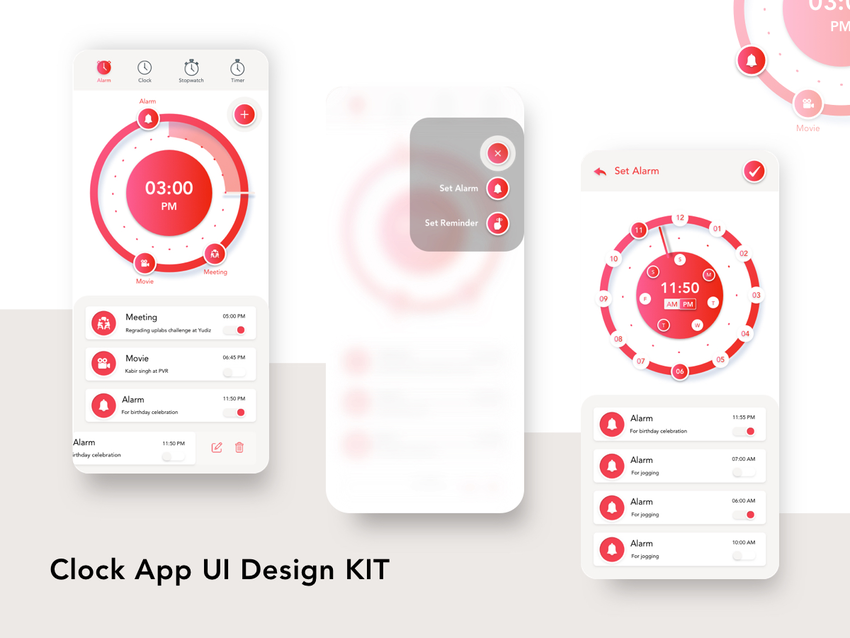 03:00
PM
Movie
Alarm
Clock
Stopwatch
Timer
Alarm
03:00
PM
Movie
Meeting
Meeting
05:00 PM
Regrading uplabs challenge at Yudiz
Movie
06:45 PM
Kabir singh at PVR
Alarm
11:50 PM
For birthday celebration
Alarm
11:50 PM
irthday celebration
Set Alarm
Set Reminder
Set Alarm
12
01
02
03
04
05
06
07
08
09
10
11
S
M
T
W
T
F
S
11:50
AM PM
Alarm
11:55 PM
For birthday celebration
Alarm
07:00 AM
For jogging
Alarm
06:00 AM
For jogging
Alarm
10:00 AM
For jogging
Clock App UI Design KIT